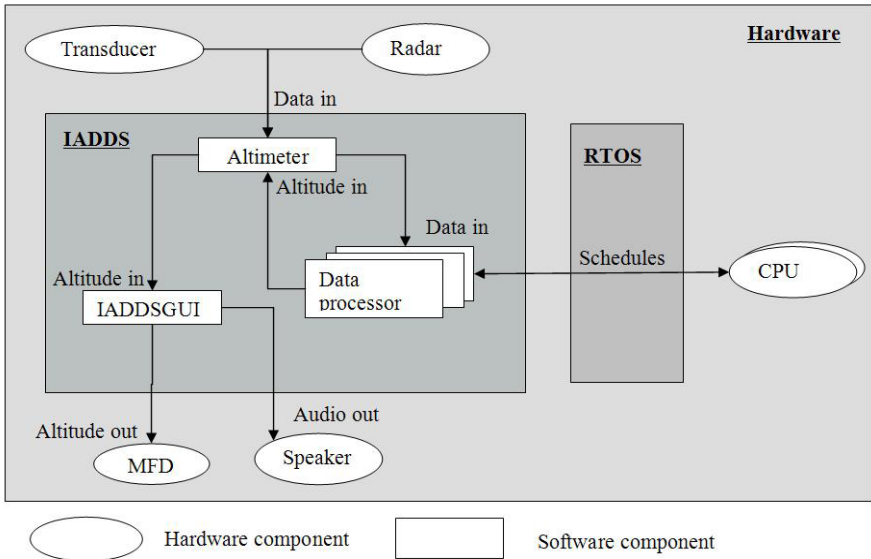 Hardware
Transducer
Radar
Data in
IADDS
RTOS
Altimeter
Altitude in
Data in
Schedules
CPU
Altitude in
Data
processor
IADDSGUI
Audio out
Altitude out
MFD
Speaker
Hardware component
Software component